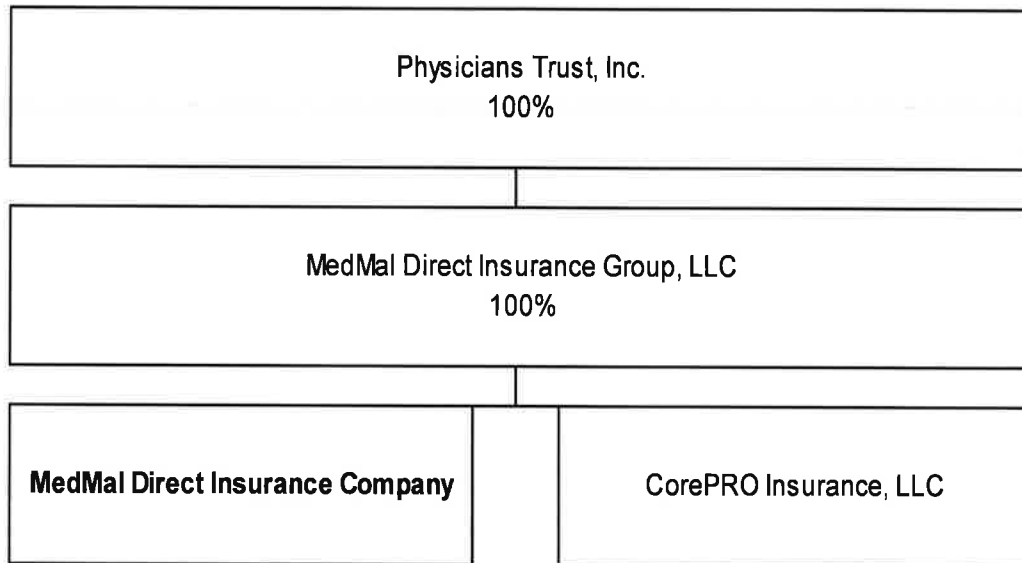 Physicians Trust, Inc.
100%
MedMal Direct Insurance Group, LLC
100%
MedMal Direct Insurance Company
CorePRO Insurance, LLC